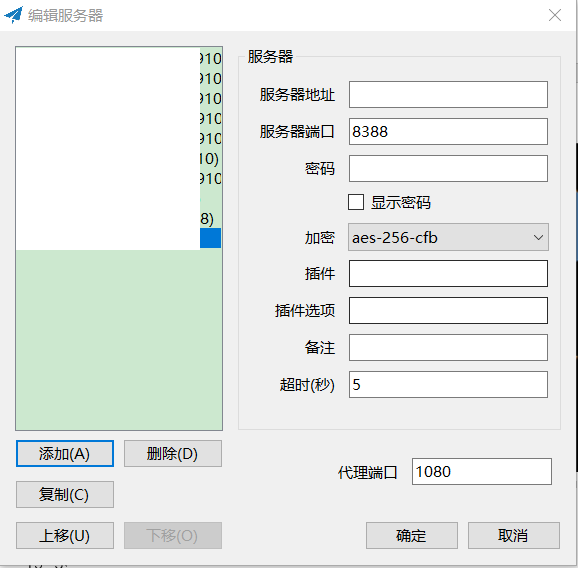 编辑服务器
910
910
910
910
910
10)
910
8)
服务器
服务器地址
服务器端口 8388
密码
显示密码
加密 aes-256-cfb
插件
插件选项
备注
超时(秒) 5
添加(A) 删除(D)
代理端口 1080
复制(C)
上移(U) 下移(O) 确定 取消